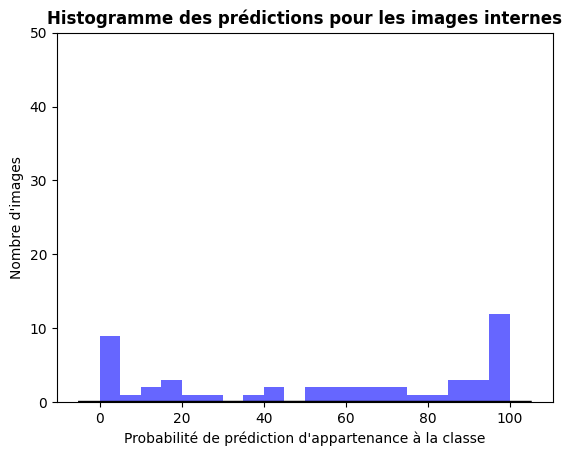 Histogramme des prédictions pour les images internes
50
40
30
20
10
0
Nombre d'images
0 20 40 60 80 100
Probabilité de prédiction d'appartenance à la classe